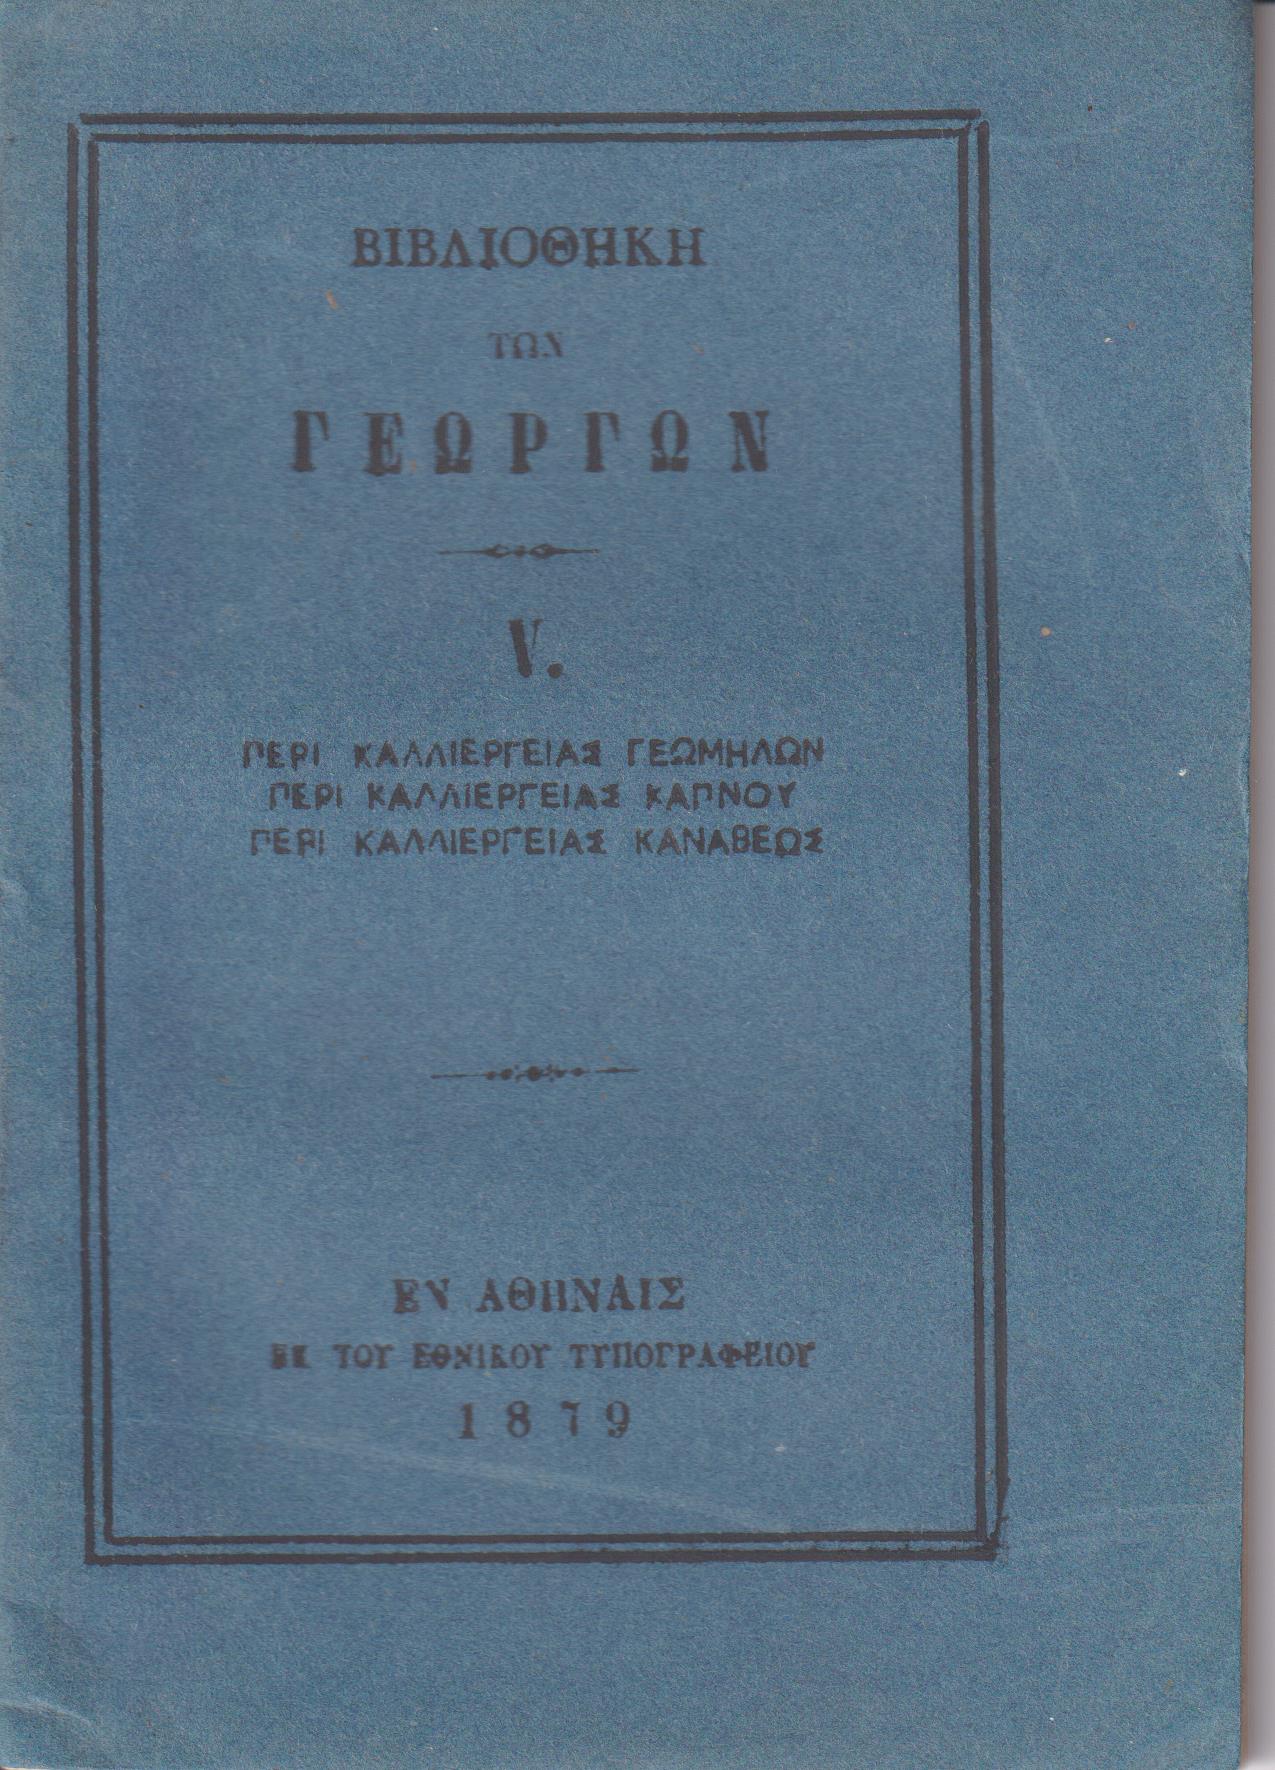 ΒΙΒΛΙΟΘΗΚΗ
ΤΩΝ
ΓΕΩΡΓΩΝ
V.
ΠΕΡΙ ΚΑΛΛΙΕΡΓΕΙΑΣ ΓΕΩΜΗΛΩΝ
ΠΕΡΙ ΚΑΛΛΙΕΡΓΕΙΑΣ ΚΑΠΝΟΥ
ΠΕΡΙ ΚΑΛΛΙΕΡΓΕΙΑΣ ΚΑΝΑΒΕΩΣ
ΕΝ ΑΘΗΝΑΙΣ
ΕΚ ΤΟΥ ΕΘΝΙΚΟΥ ΤΥΠΟΓΡΑΦΕΙΟΥ
1879